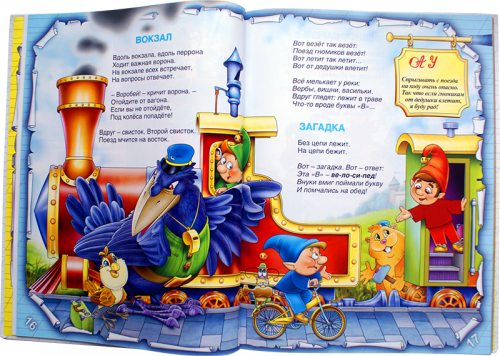 ВОКЗАЛ
Вдоль вокзала, вдоль перрона
Ходит важная ворона.
На вокзале всех встречает,
На вопросы отвечает.
– Воробей! – кричит ворона. –
Отойдите от вагона.
Если вы не отойдёте,
Под колёса попадёте!
Вдруг – свисток. Второй свисток.
Поезд мчится на восток.
16
Вот везёт так везёт:
Поезд гномиков везёт!
Вот летит так летит...
Вот от дедушки влетит!
Всё мелькает у реки:
Вербы, вишни, васильки.
Вдруг глядят: лежит в траве
Что-то вроде буквы «В»...
ЗАГАДКА
Без цепи лежит.
На цепи бежит.
Вот – загадка. Вот – ответ:
Эта «В» – ве-ло-си-пед!
Внуки вмиг поймали букву
И помчались на обед!
АУ
Спрыгивать с поезда
на ходу очень опасно.
Так что если гномикам
от дедушки влетит,
я буду рад!
17